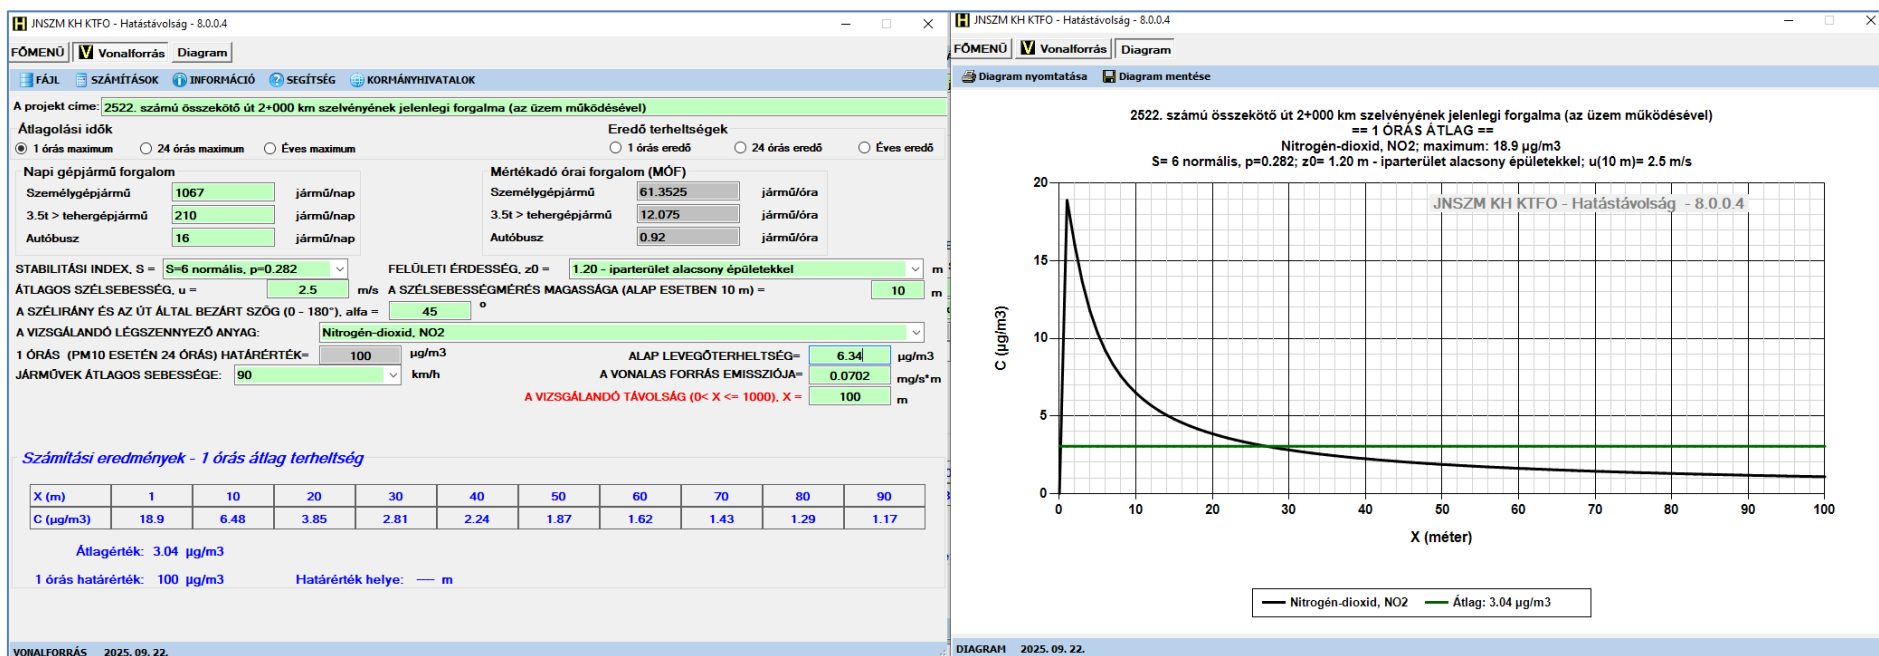 JNSZM KH KTFO - Hatástávolság - 8.0.0.4
FŐMENÜ Vonalforrás Diagram
FÁJL SZÁMÍTÁSOK INFORMÁCIÓ SEGÍTSÉG KORMÁNYHIVATALOK
A projekt címe: 2522. számú összekötő út 2+000 km szelvényének jelenlegi forgalma (az üzem működésével)
Átlagolási idők
1 órás maximum 24 órás maximum Éves maximum
Eredő terheltségek
1 órás eredő 24 órás eredő Éves eredő
Napi gépjármű forgalom
Személygépjármű 1067 jármű/nap
3.5t > tehergépjármű 210 jármű/nap
Autóbusz 16 jármű/nap
Mértékadó órai forgalom (MÓF)
Személygépjármű 61.3525 jármű/óra
3.5t > tehergépjármű 12.075 jármű/óra
Autóbusz 0.92 jármű/óra
STABILITÁSI INDEX, S = S=6 normális, p=0.282 FELÜLETI ÉRDESSÉG, z0 = 1.20 - iparterület alacsony épületekkel m
ÁTLAGOS SZÉLSEBESSÉG, u = 2.5 m/s A SZÉLSEBESSÉGMÉRÉS MAGASSÁGA (ALAP ESETBEN 10 m) = 10 m
A SZÉLIRÁNY ÉS AZ ÚT ÁLTAL BEZÁRT SZÖG (0 - 180°), alfa = 45 °
A VIZSGÁLANDÓ LÉGSZENNYEZŐ ANYAG: Nitrogén-dioxid, NO2
1 ÓRÁS (PM10 ESETÉN 24 ÓRÁS) HATÁRÉRTÉK= 100 µg/m3 ALAP LEVEGŐTERHELTSÉG= 6.34 µg/m3
JÁRMŰVEK ÁTLAGOS SEBESSÉGE: 90 km/h A VONALAS FORRÁS EMISSZIÓJA= 0.0702 mg/s*m
A VIZSGÁLANDÓ TÁVOLSÁG (0< X <= 1000), X = 100 m
Számítási eredmények - 1 órás átlag terheltség
X (m) 1 10 20 30 40 50 60 70 80 90
C (µg/m3) 18.9 6.48 3.85 2.81 2.24 1.87 1.62 1.43 1.29 1.17
Átlagérték: 3.04 µg/m3
1 órás határérték: 100 µg/m3 Határérték helye: ---- m
VONALFORRÁS 2025. 09. 22.
JNSZM KH KTFO - Hatástávolság - 8.0.0.4
FŐMENÜ Vonalforrás Diagram
Diagram nyomtatása Diagram mentése
2522. számú összekötő út 2+000 km szelvényének jelenlegi forgalma (az üzem működésével)
== 1 ÓRÁS ÁTLAG ==
Nitrogén-dioxid, NO2; maximum: 18.9 µg/m3
S= 6 normális, p=0.282; z0= 1.20 m - iparterület alacsony épületekkel; u(10 m)= 2.5 m/s
JNSZM KH KTFO - Hatástávolság - 8.0.0.4
C (µg/m3)
20
15
10
5
0
0 10 20 30 40 50 60 70 80 90 100
X (méter)
Nitrogén-dioxid, NO2 Átlag: 3.04 µg/m3
DIAGRAM 2025. 09. 22.